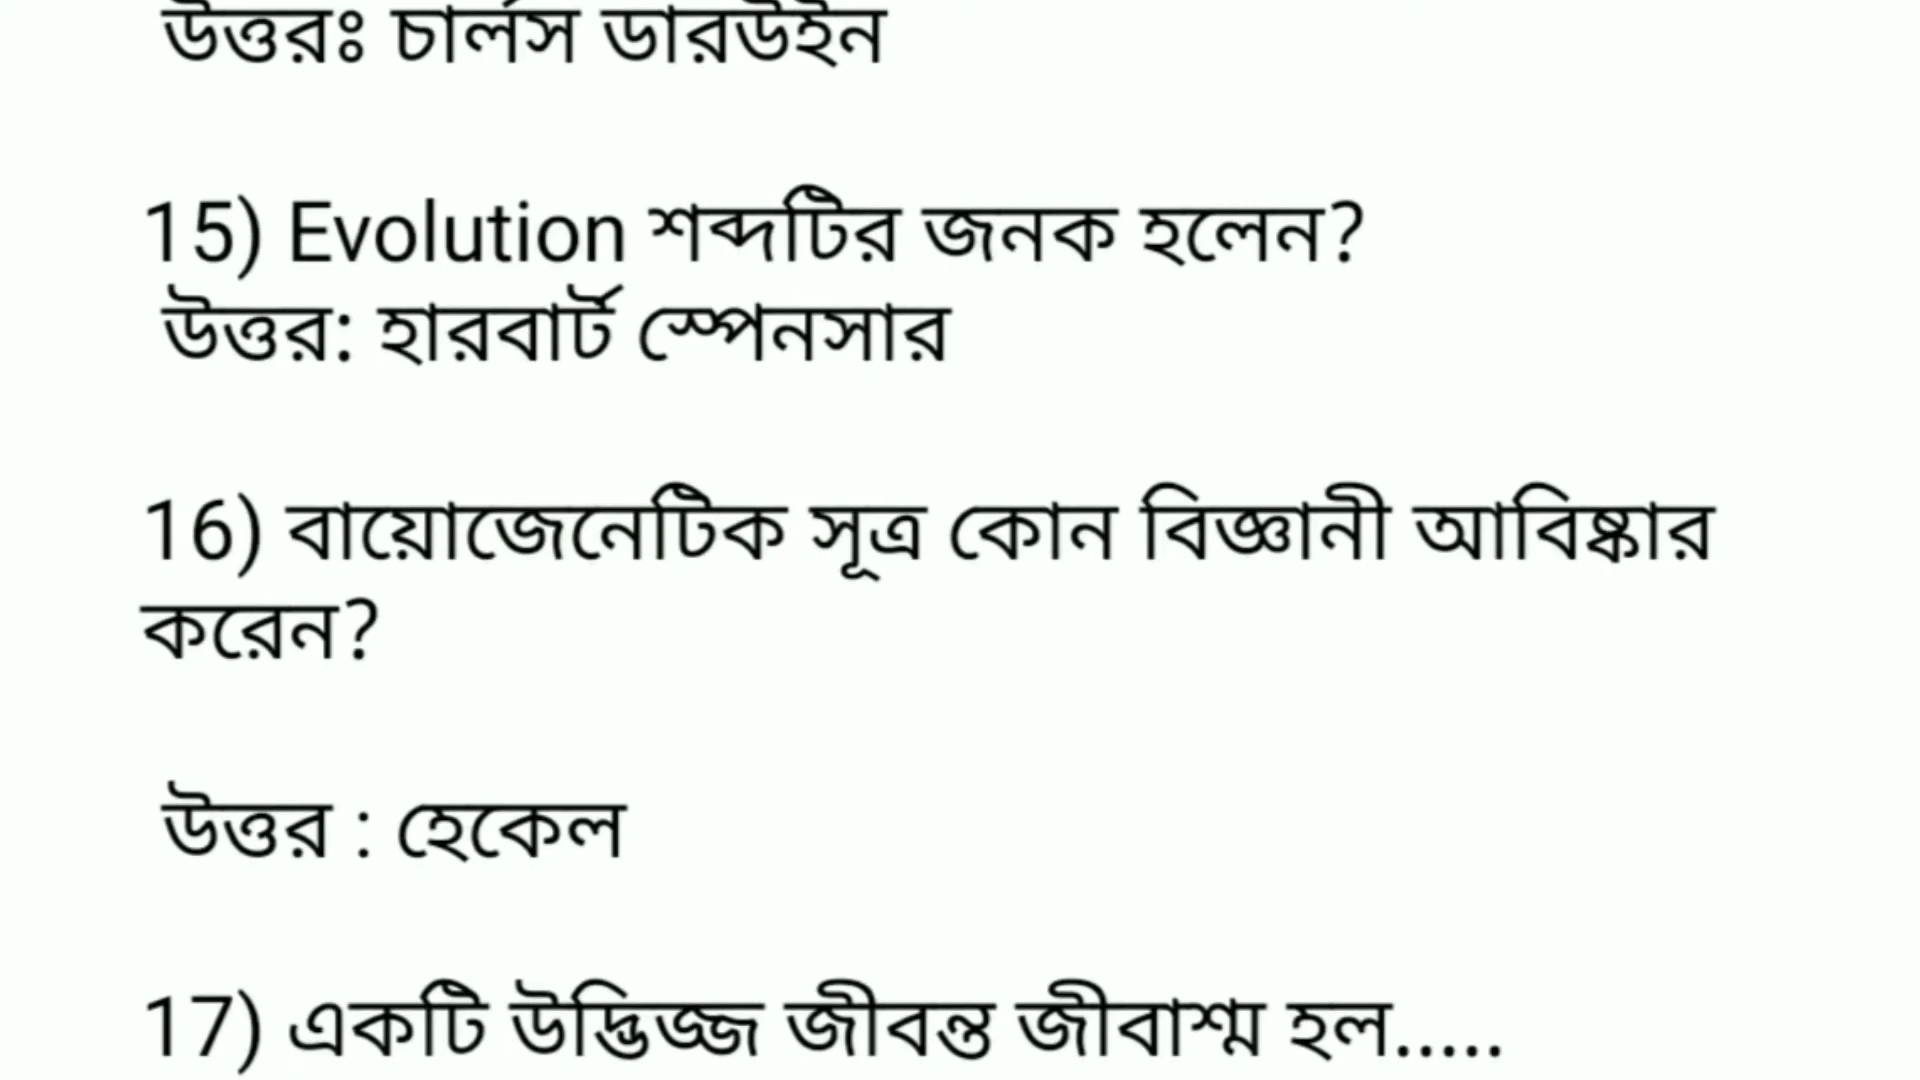 উত্তরঃ চার্লস ডারউইন
15) Evolution শব্দটির জনক হলেন?
উত্তর: হারবার্ট স্পেনসার
16) বায়োজেনেটিক সূত্র কোন বিজ্ঞানী আবিষ্কার
করেন?
উত্তর : হেকেল
17) একটি উদ্ভিজ্জ জীবন্ত জীবাশ্ম হল.....